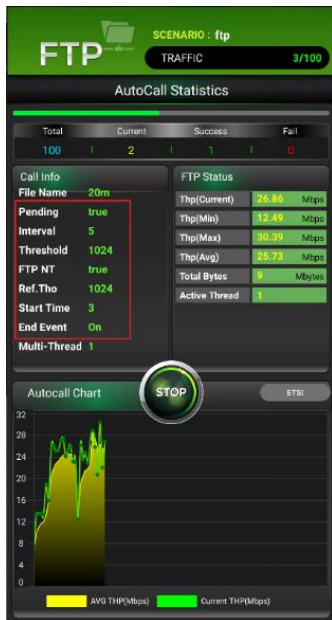 FTP
SCENARIO : ftp
TRAFFIC 3/100
AutoCall Statistics
Total Current Success Fail
100 2 1 0
Call Info
File Name 20m
Pending true
Interval 5
Threshold 1024
FTP NT true
Ref.Tho 1024
Start Time 3
End Event On
Multi-Thread 1
FTP Status
Thp(Current) 26.86 Mbps
Thp(Min) 12.49 Mbps
Thp(Max) 30.39 Mbps
Thp(Avg) 25.73 Mbps
Total Bytes 9 Mbytes
Active Thread 1
Autocall Chart
STOP
ETSI
32
28
24
20
16
12
8
4
0
AVG THP(Mbps) Current THP(Mbps)